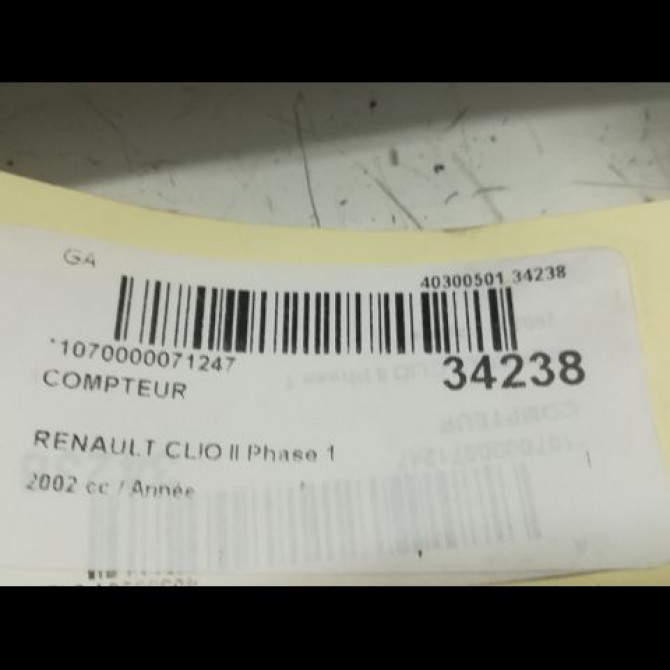 G4
40300501 34238
*1070000071247
34238
COMPTEUR
RENAULT CLIO II Phase 1
2002 cc / Année